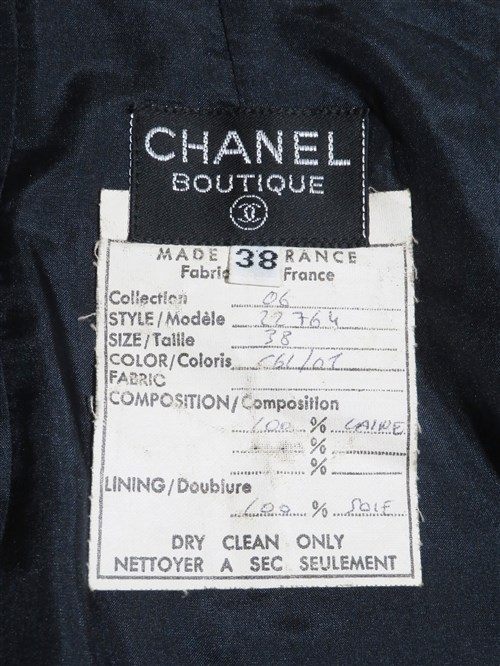 CHANEL
BOUTIQUE
MADE 38 RANCE
Fabric France
Collection 06
STYLE/Modèle 22764
SIZE/Taille 38
COLOR/Coloris
FABRIC
COMPOSITION/Composition
100 % LAINE
%
%
LINING/Doublure
100 % SOIE
DRY CLEAN ONLY
NETTOYER A SEC SEULEMENT